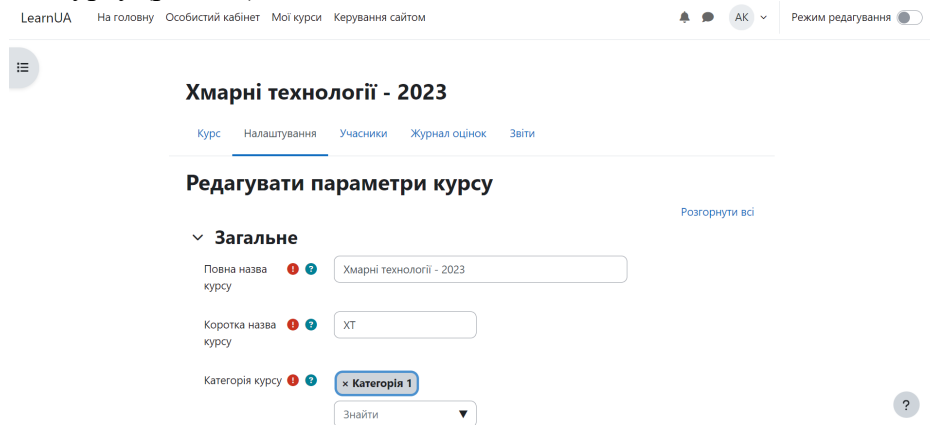 LearnUA На головну Особистий кабінет Мої курси Керування сайтом АК Режим редагування
Хмарні технології - 2023
Курс Налаштування Учасники Журнал оцінок Звіти
Редагувати параметри курсу
Розгорнути всі
Загальне
Повна назва курсу ! ? Хмарні технології - 2023
Коротка назва курсу ! ? ХТ
Категорія курсу ! ? × Категорія 1
Знайти ▼
?